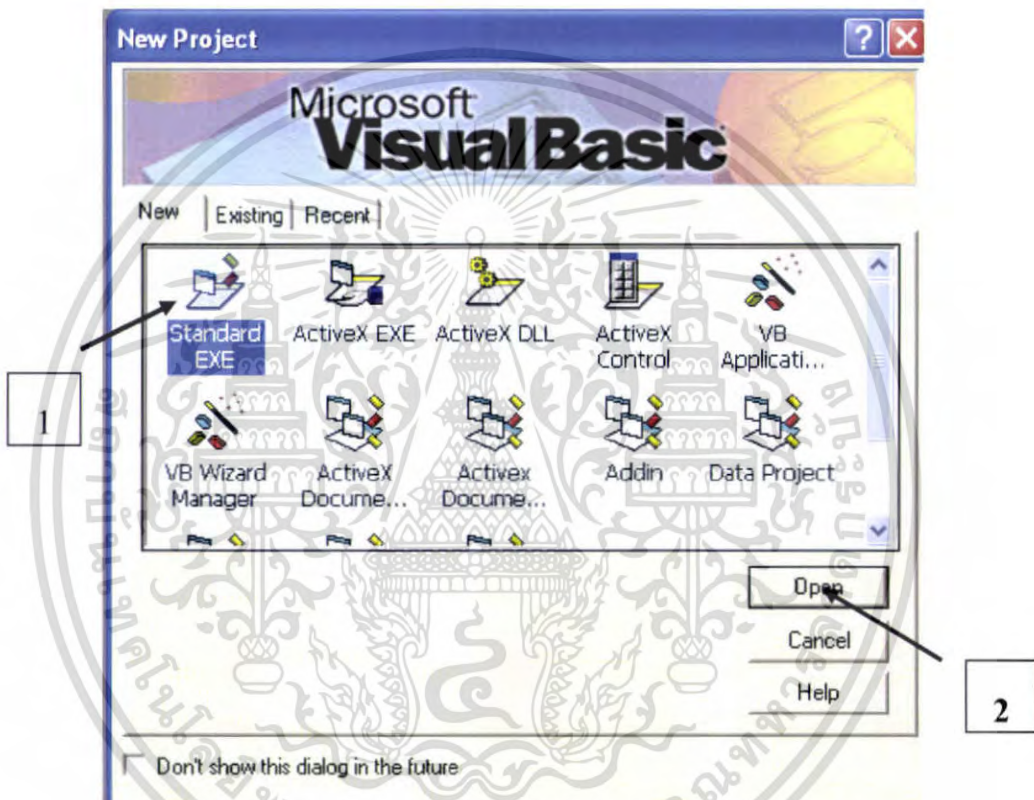 New Project
Microsoft
Visual Basic
New Existing Recent
Standard EXE
ActiveX EXE
ActiveX DLL
ActiveX Control
VB Applicati...
VB Wizard Manager
ActiveX Docume...
Activex Docume...
Addin
Data Project
Open
Cancel
Help
Don't show this dialog in the future
1
2